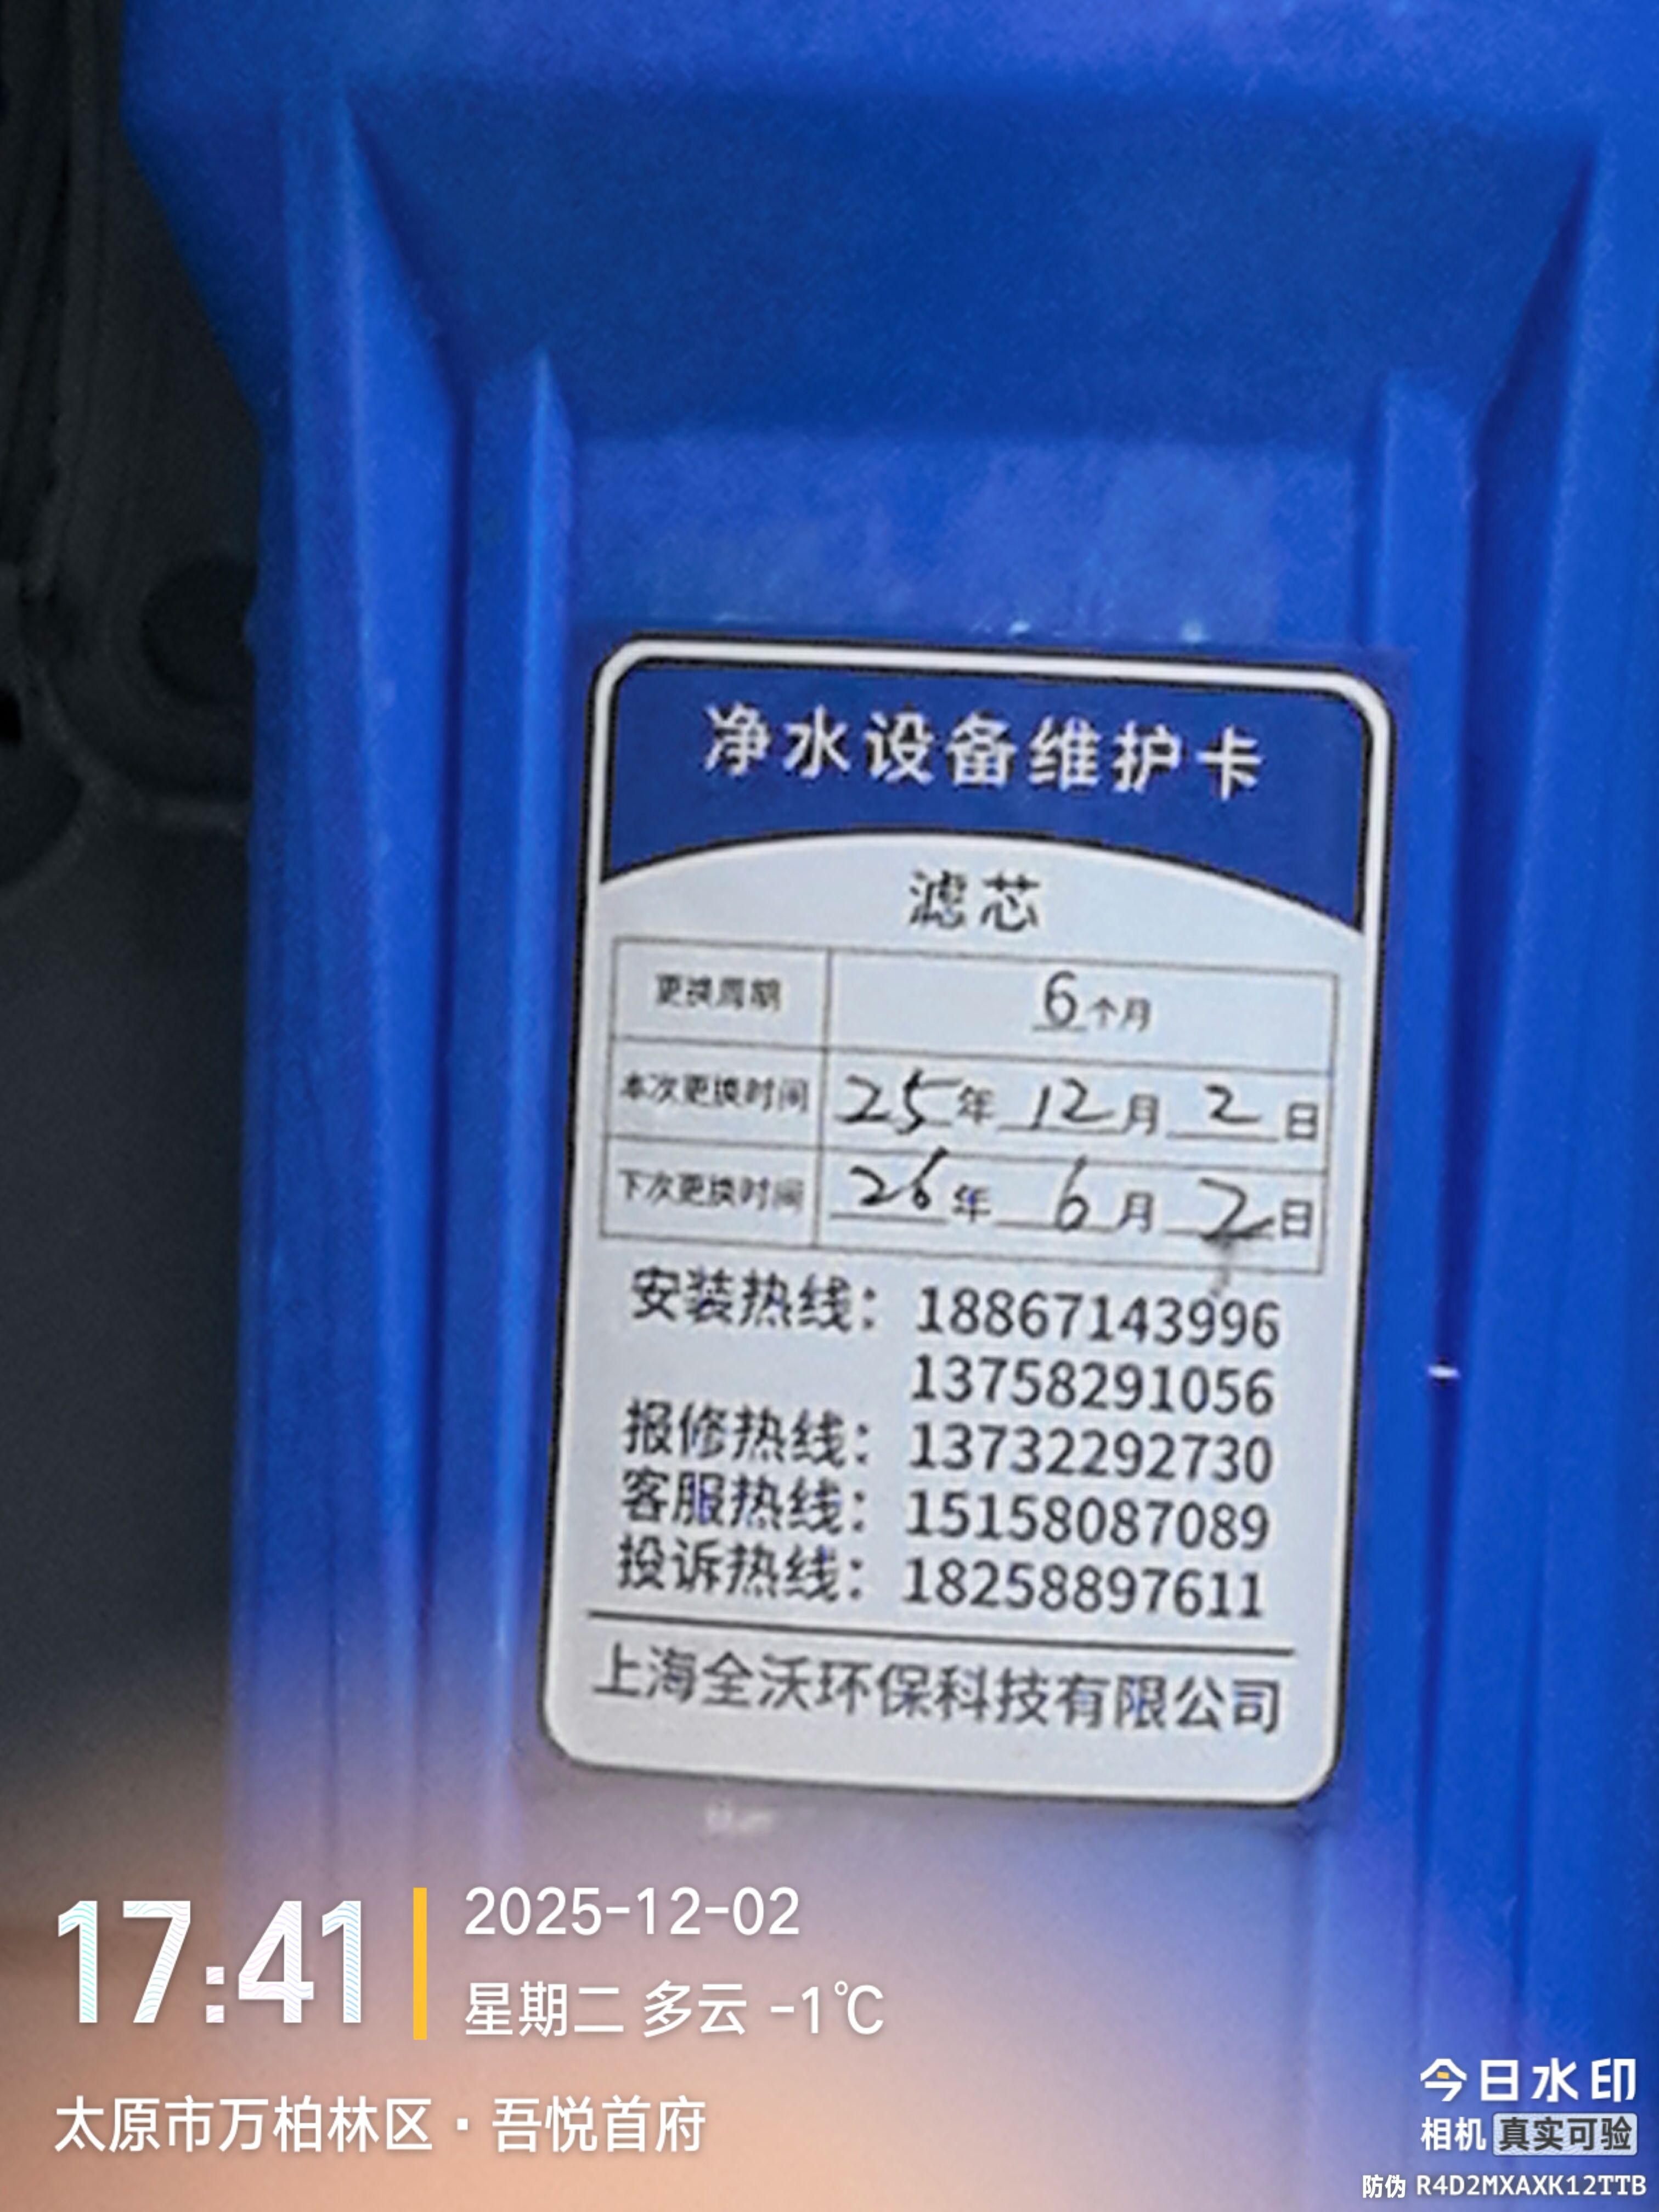 净水设备维护卡
滤芯
更换周期 6个月
本次更换时间 25年12月2日
下次更换时间 26年6月2日
安装热线：18867143996
13758291056
报修热线：13732292730
客服热线：15158087089
投诉热线：18258897611
上海全沃环保科技有限公司
17:41
2025-12-02
星期二 多云 -1℃
太原市万柏林区·吾悦首府
今日水印
相机 真实可验
防伪 R4D2MXAXK12TTB